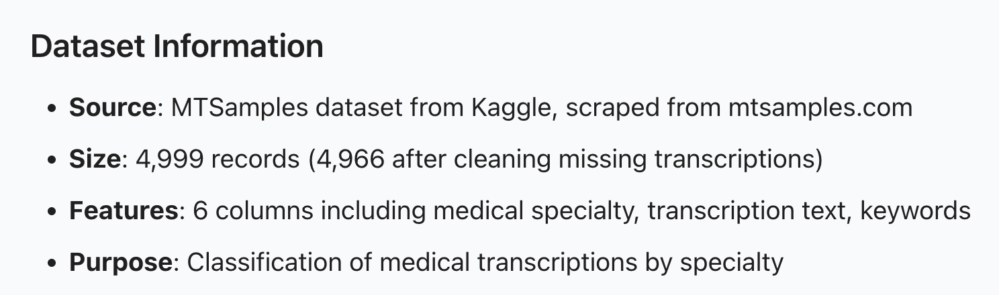 Dataset Information
• Source: MTSamples dataset from Kaggle, scraped from mtsamples.com
• Size: 4,999 records (4,966 after cleaning missing transcriptions)
• Features: 6 columns including medical specialty, transcription text, keywords
• Purpose: Classification of medical transcriptions by specialty